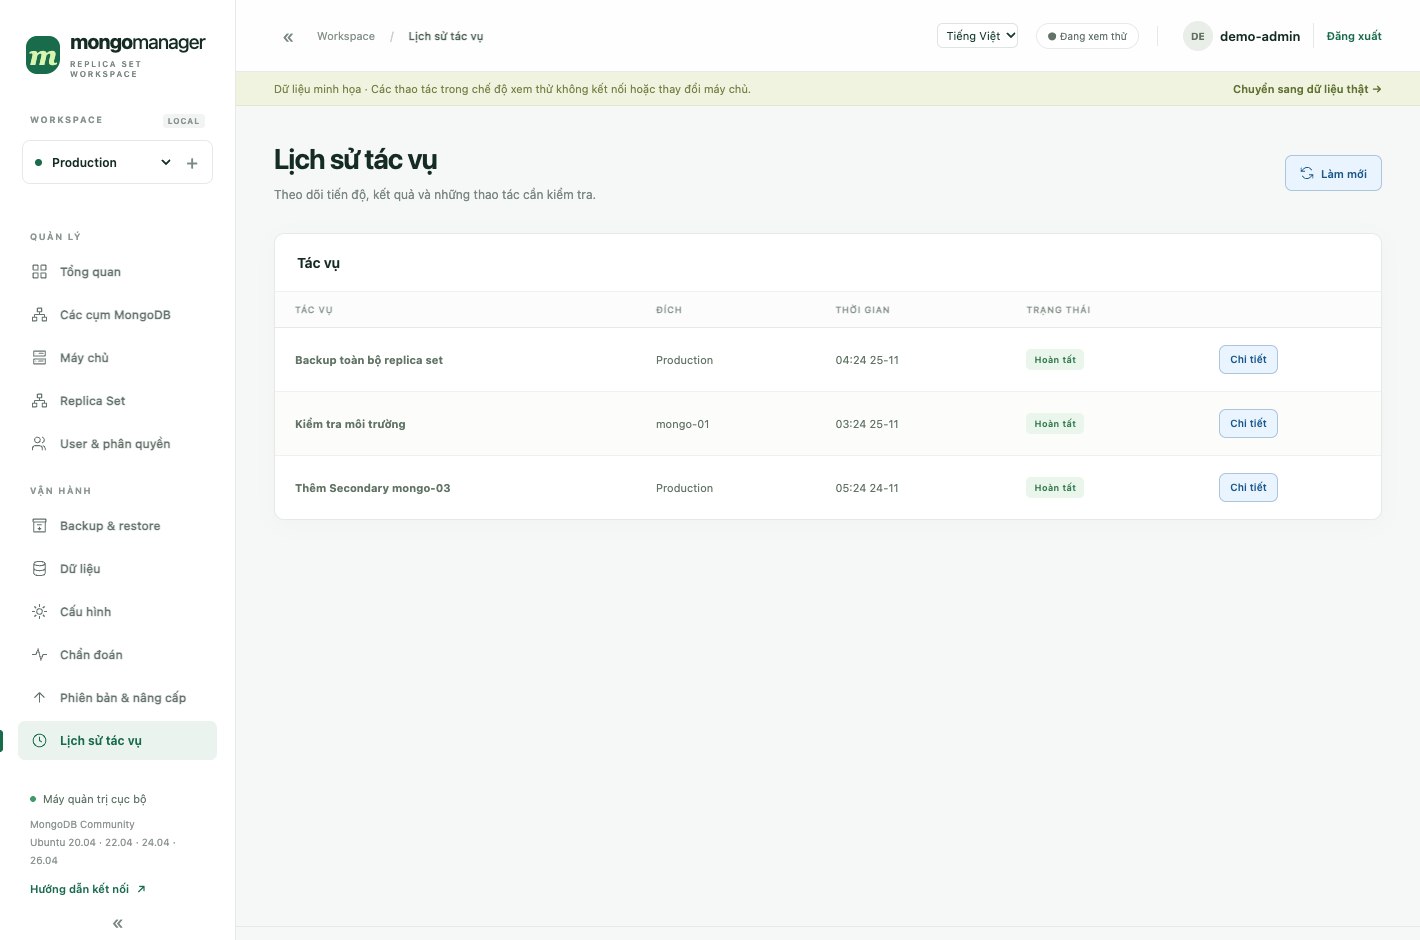 m
mongomanager
REPLICA SET
WORKSPACE
WORKSPACE
LOCAL
Production
QUẢN LÝ
Tổng quan
Các cụm MongoDB
Máy chủ
Replica Set
User & phân quyền
VẬN HÀNH
Backup & restore
Dữ liệu
Cấu hình
Chẩn đoán
Phiên bản & nâng cấp
Lịch sử tác vụ
Máy quản trị cục bộ
MongoDB Community
Ubuntu 20.04 · 22.04 · 24.04 ·
26.04
Hướng dẫn kết nối ↗
«
« Workspace / Lịch sử tác vụ
Tiếng Việt
Đang xem thử
DE demo-admin
Đăng xuất
Dữ liệu minh họa · Các thao tác trong chế độ xem thử không kết nối hoặc thay đổi máy chủ.
Chuyển sang dữ liệu thật →
Lịch sử tác vụ
Theo dõi tiến độ, kết quả và những thao tác cần kiểm tra.
Làm mới
Tác vụ
TÁC VỤ ĐÍCH THỜI GIAN TRẠNG THÁI
Backup toàn bộ replica set Production 04:24 25-11 Hoàn tất Chi tiết
Kiểm tra môi trường mongo-01 03:24 25-11 Hoàn tất Chi tiết
Thêm Secondary mongo-03 Production 05:24 24-11 Hoàn tất Chi tiết